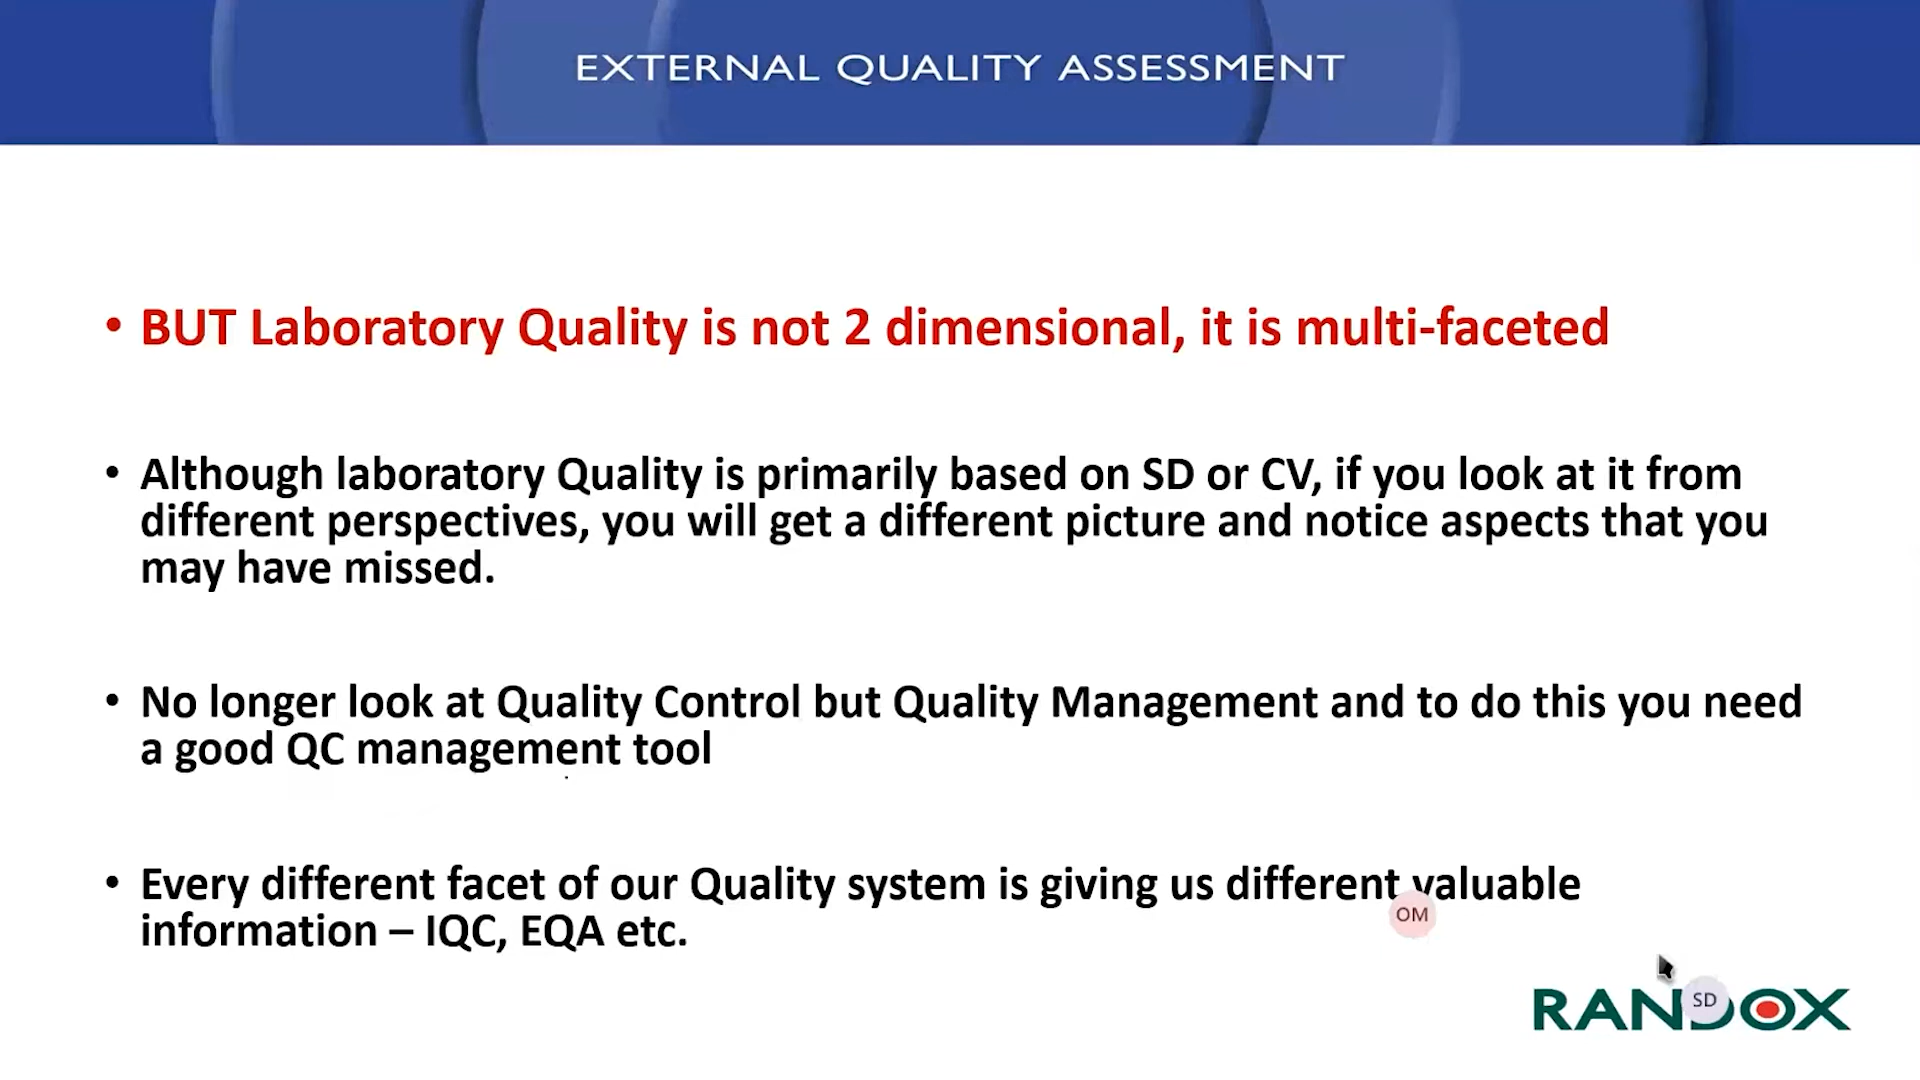 EXTERNAL QUALITY ASSESSMENT
• BUT Laboratory Quality is not 2 dimensional, it is multi-faceted
• Although laboratory Quality is primarily based on SD or CV, if you look at it from
different perspectives, you will get a different picture and notice aspects that you
may have missed.
• No longer look at Quality Control but Quality Management and to do this you need
a good QC management tool
• Every different facet of our Quality system is giving us different valuable
information – IQC, EQA etc.
OM
SD
RANDOX